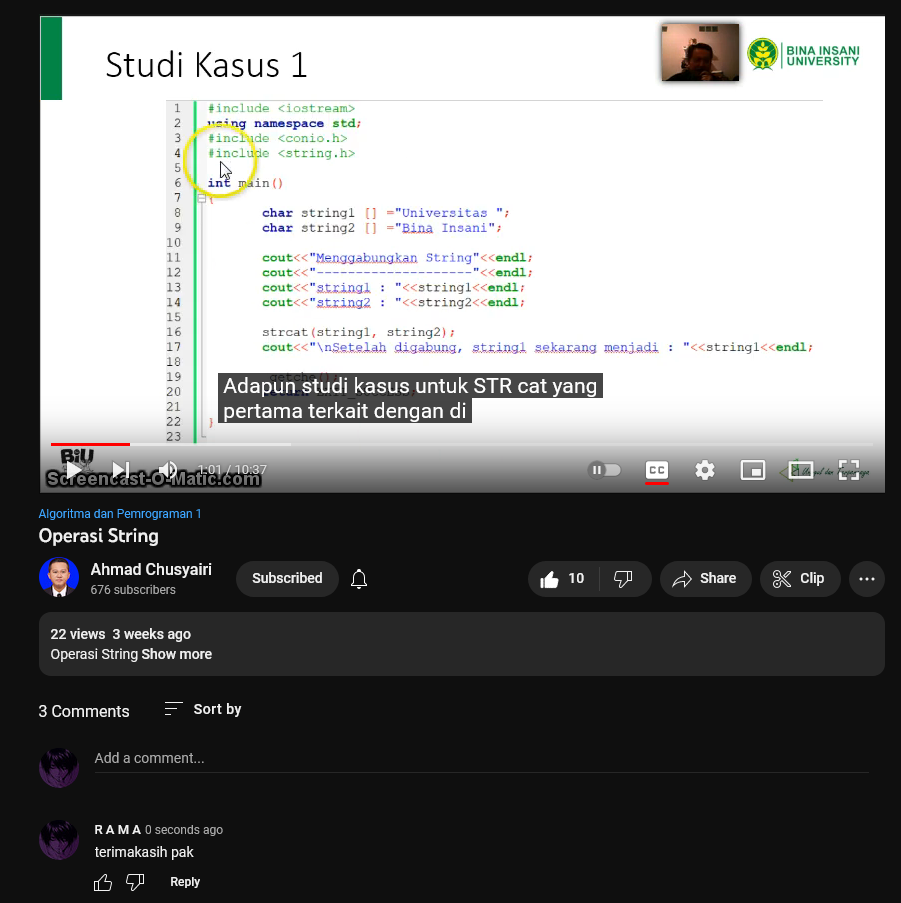 Studi Kasus 1
BINA INSANI
UNIVERSITY
1 #include <iostream>
2 using namespace std;
3 #include <conio.h>
4 #include <string.h>
5
6 int main()
7 {
8 char string1 [] ="Universitas ";
9 char string2 [] ="Bina Insani";
10
11 cout<<"Menggabungkan String"<<endl;
12 cout<<"--------------------"<<endl;
13 cout<<"string1 : "<<string1<<endl;
14 cout<<"string2 : "<<string2<<endl;
15
16 strcat(string1, string2);
17 cout<<"\nSetelah digabung, string1 sekarang menjadi : "<<string1<<endl;
18
19
20
21
22 }
23
Adapun studi kasus untuk STR cat yang
pertama terkait dengan di
BiU
Screencast-O-Matic.com
1:01 / 10:37
CC
Algoritma dan Pemrograman 1
Operasi String
Ahmad Chusyairi
676 subscribers
Subscribed
10
Share
Clip
22 views 3 weeks ago
Operasi String Show more
3 Comments
Sort by
Add a comment...
R A M A 0 seconds ago
terimakasih pak
Reply